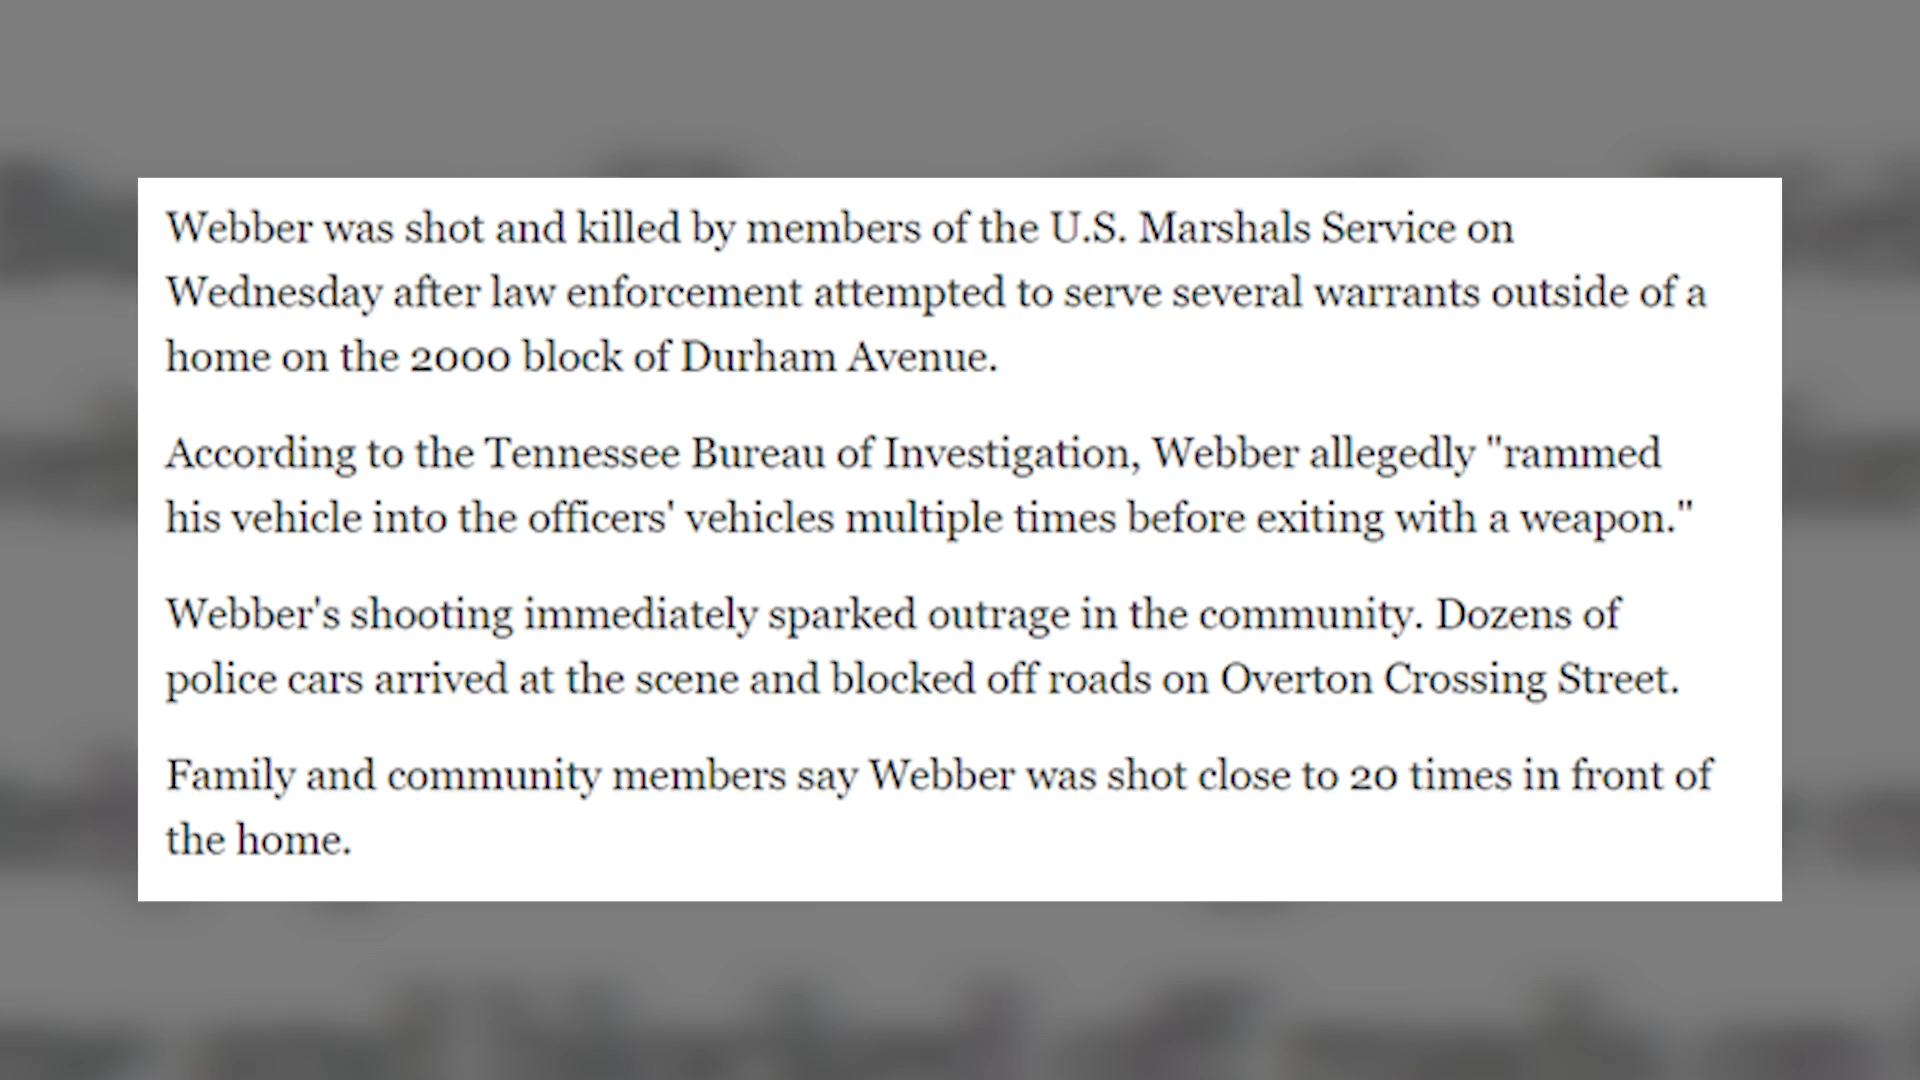 Webber was shot and killed by members of the U.S. Marshals Service on
Wednesday after law enforcement attempted to serve several warrants outside of a
home on the 2000 block of Durham Avenue.
According to the Tennessee Bureau of Investigation, Webber allegedly "rammed
his vehicle into the officers' vehicles multiple times before exiting with a weapon."
Webber's shooting immediately sparked outrage in the community. Dozens of
police cars arrived at the scene and blocked off roads on Overton Crossing Street.
Family and community members say Webber was shot close to 20 times in front of
the home.